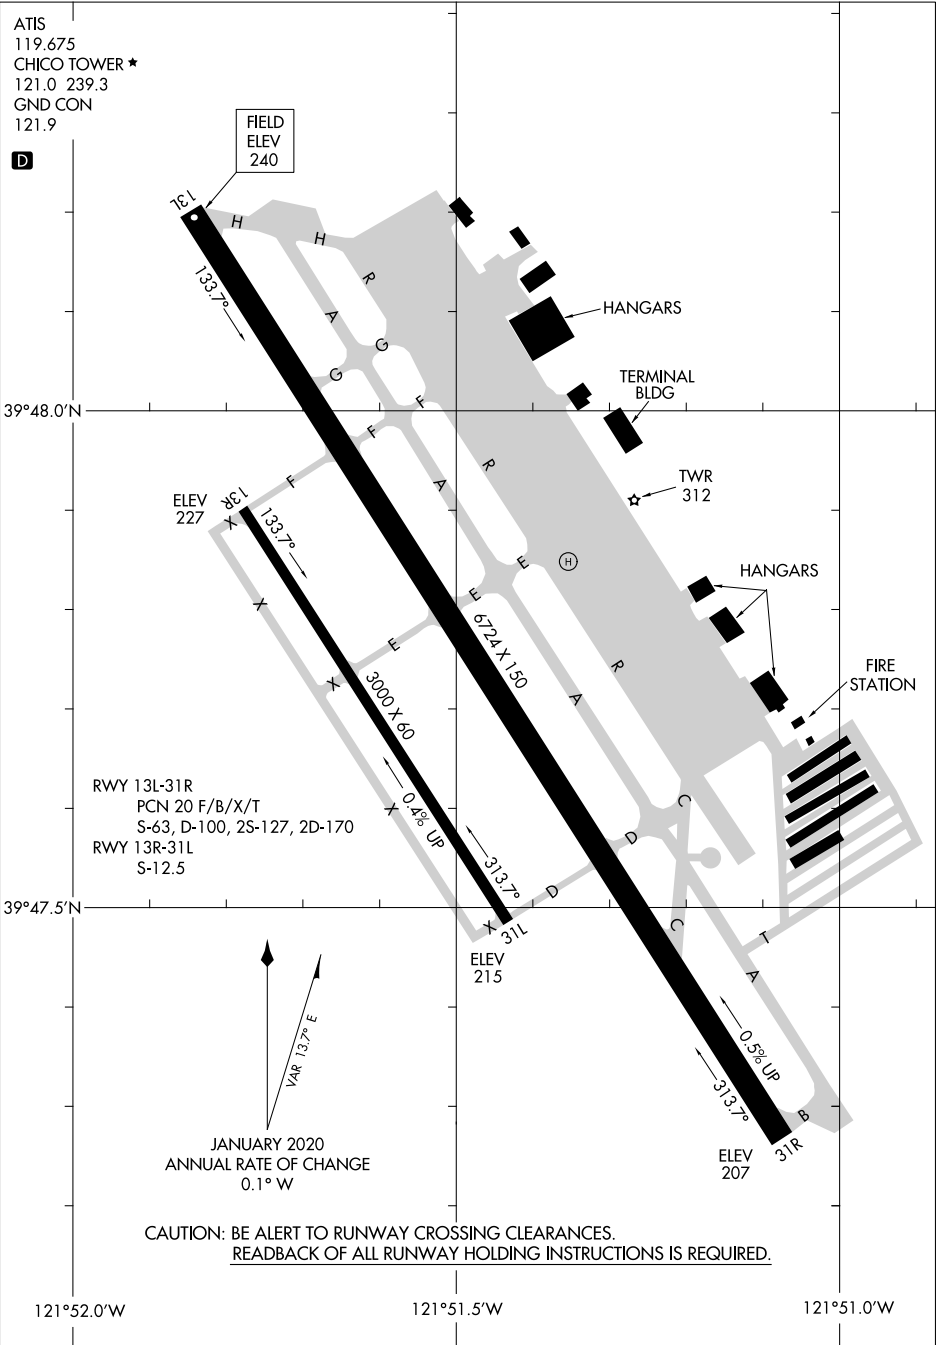 ATIS
119.675
CHICO TOWER ★
121.0 239.3
GND CON
121.9
D
FIELD
ELEV
240
13L
H
H
133.7°
R
A
G
G
HANGARS
TERMINAL
BLDG
39°48.0'N
F
F
F
R
A
TWR
312
ELEV
227
13R
X
133.7°
E
H
HANGARS
X
E
E
6724 X 150
R
FIRE
STATION
X
3000 X 60
A
RWY 13L-31R
PCN 20 F/B/X/T
S-63, D-100, 2S-127, 2D-170
RWY 13R-31L
S-12.5
X
0.4% UP
C
D
313.7°
D
39°47.5'N
X
31L
C
T
A
ELEV
215
VAR 13.7° E
0.5% UP
313.7°
B
31R
ELEV
207
JANUARY 2020
ANNUAL RATE OF CHANGE
0.1° W
CAUTION: BE ALERT TO RUNWAY CROSSING CLEARANCES.
READBACK OF ALL RUNWAY HOLDING INSTRUCTIONS IS REQUIRED.
121°52.0'W
121°51.5'W
121°51.0'W